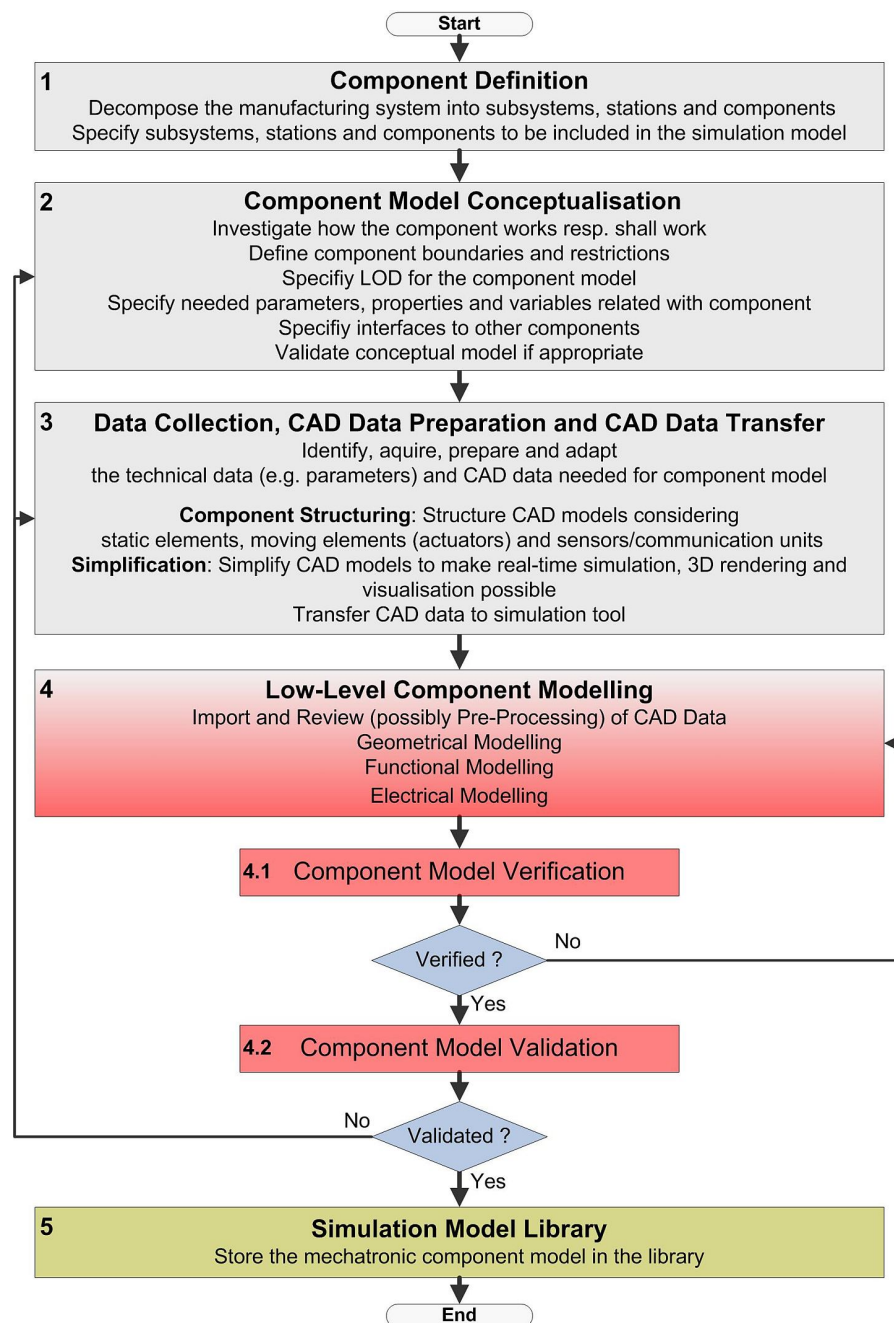 Start
1 Component Definition
Decompose the manufacturing system into subsystems, stations and components
Specify subsystems, stations and components to be included in the simulation model
2 Component Model Conceptualisation
Investigate how the component works resp. shall work
Define component boundaries and restrictions
Specifiy LOD for the component model
Specify needed parameters, properties and variables related with component
Specifiy interfaces to other components
Validate conceptual model if appropriate
3 Data Collection, CAD Data Preparation and CAD Data Transfer
Identify, aquire, prepare and adapt
the technical data (e.g. parameters) and CAD data needed for component model
Component Structuring: Structure CAD models considering
static elements, moving elements (actuators) and sensors/communication units
Simplification: Simplify CAD models to make real-time simulation, 3D rendering and
visualisation possible
Transfer CAD data to simulation tool
4 Low-Level Component Modelling
Import and Review (possibly Pre-Processing) of CAD Data
Geometrical Modelling
Functional Modelling
Electrical Modelling
4.1 Component Model Verification
Verified ?
No
Yes
4.2 Component Model Validation
No
Validated ?
Yes
5 Simulation Model Library
Store the mechatronic component model in the library
End